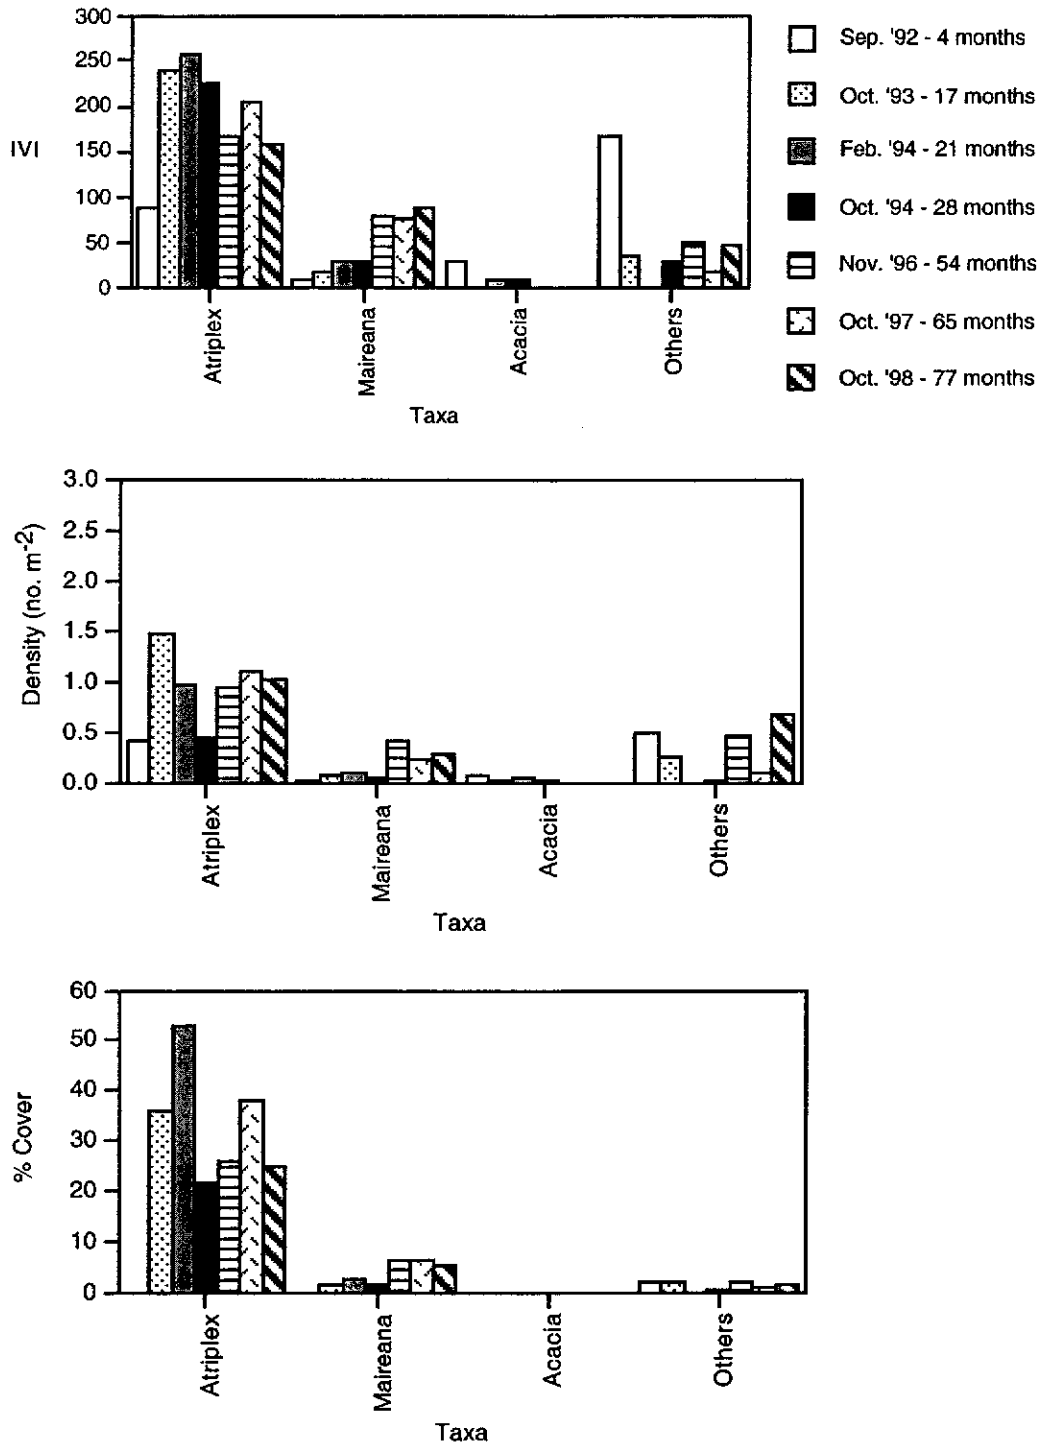 300
250
200
150
100
50
0
IVI
Atriplex
Maireana
Acacia
Others
Taxa
Sep. '92 - 4 months
Oct. '93 - 17 months
Feb. '94 - 21 months
Oct. '94 - 28 months
Nov. '96 - 54 months
Oct. '97 - 65 months
Oct. '98 - 77 months
3.0
2.5
2.0
1.5
1.0
0.5
0.0
Density (no. m-2)
Atriplex
Maireana
Acacia
Others
Taxa
60
50
40
30
20
10
0
% Cover
Atriplex
Maireana
Acacia
Others
Taxa